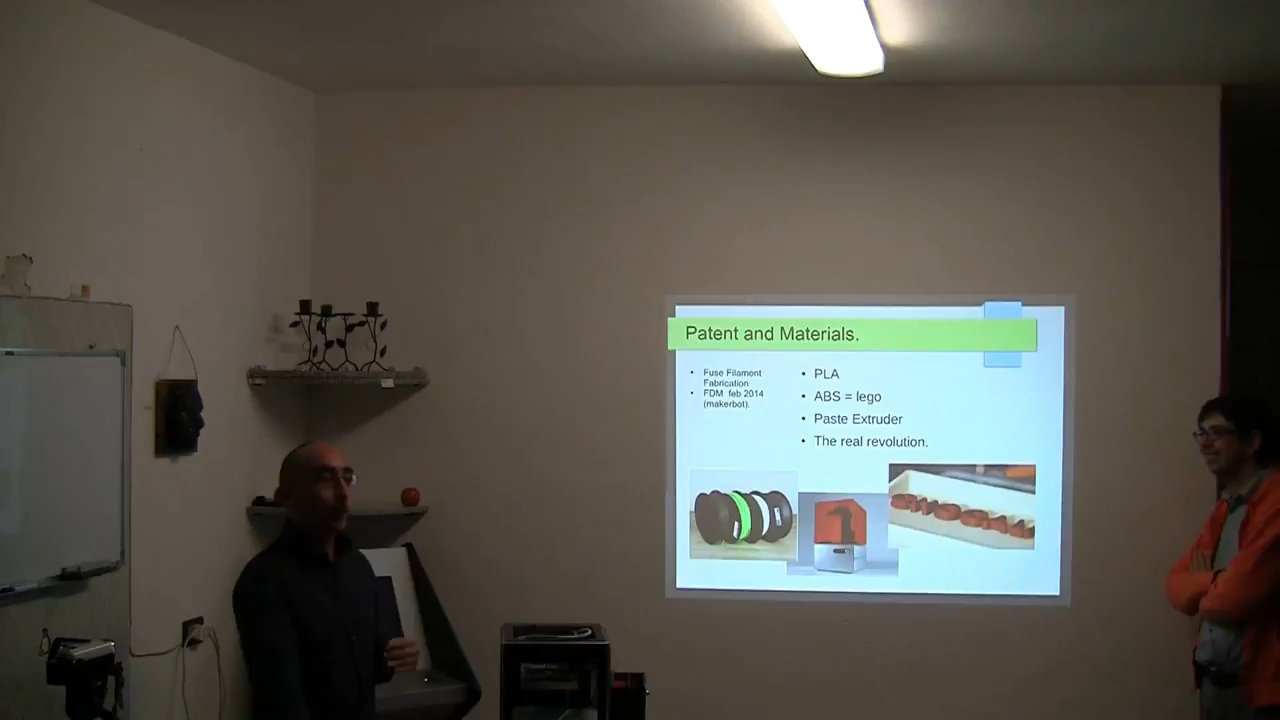 Patent and Materials.
• Fuse Filament
Fabrication
• FDM feb 2014
(makerbot).
• PLA
• ABS = lego
• Paste Extruder
• The real revolution.